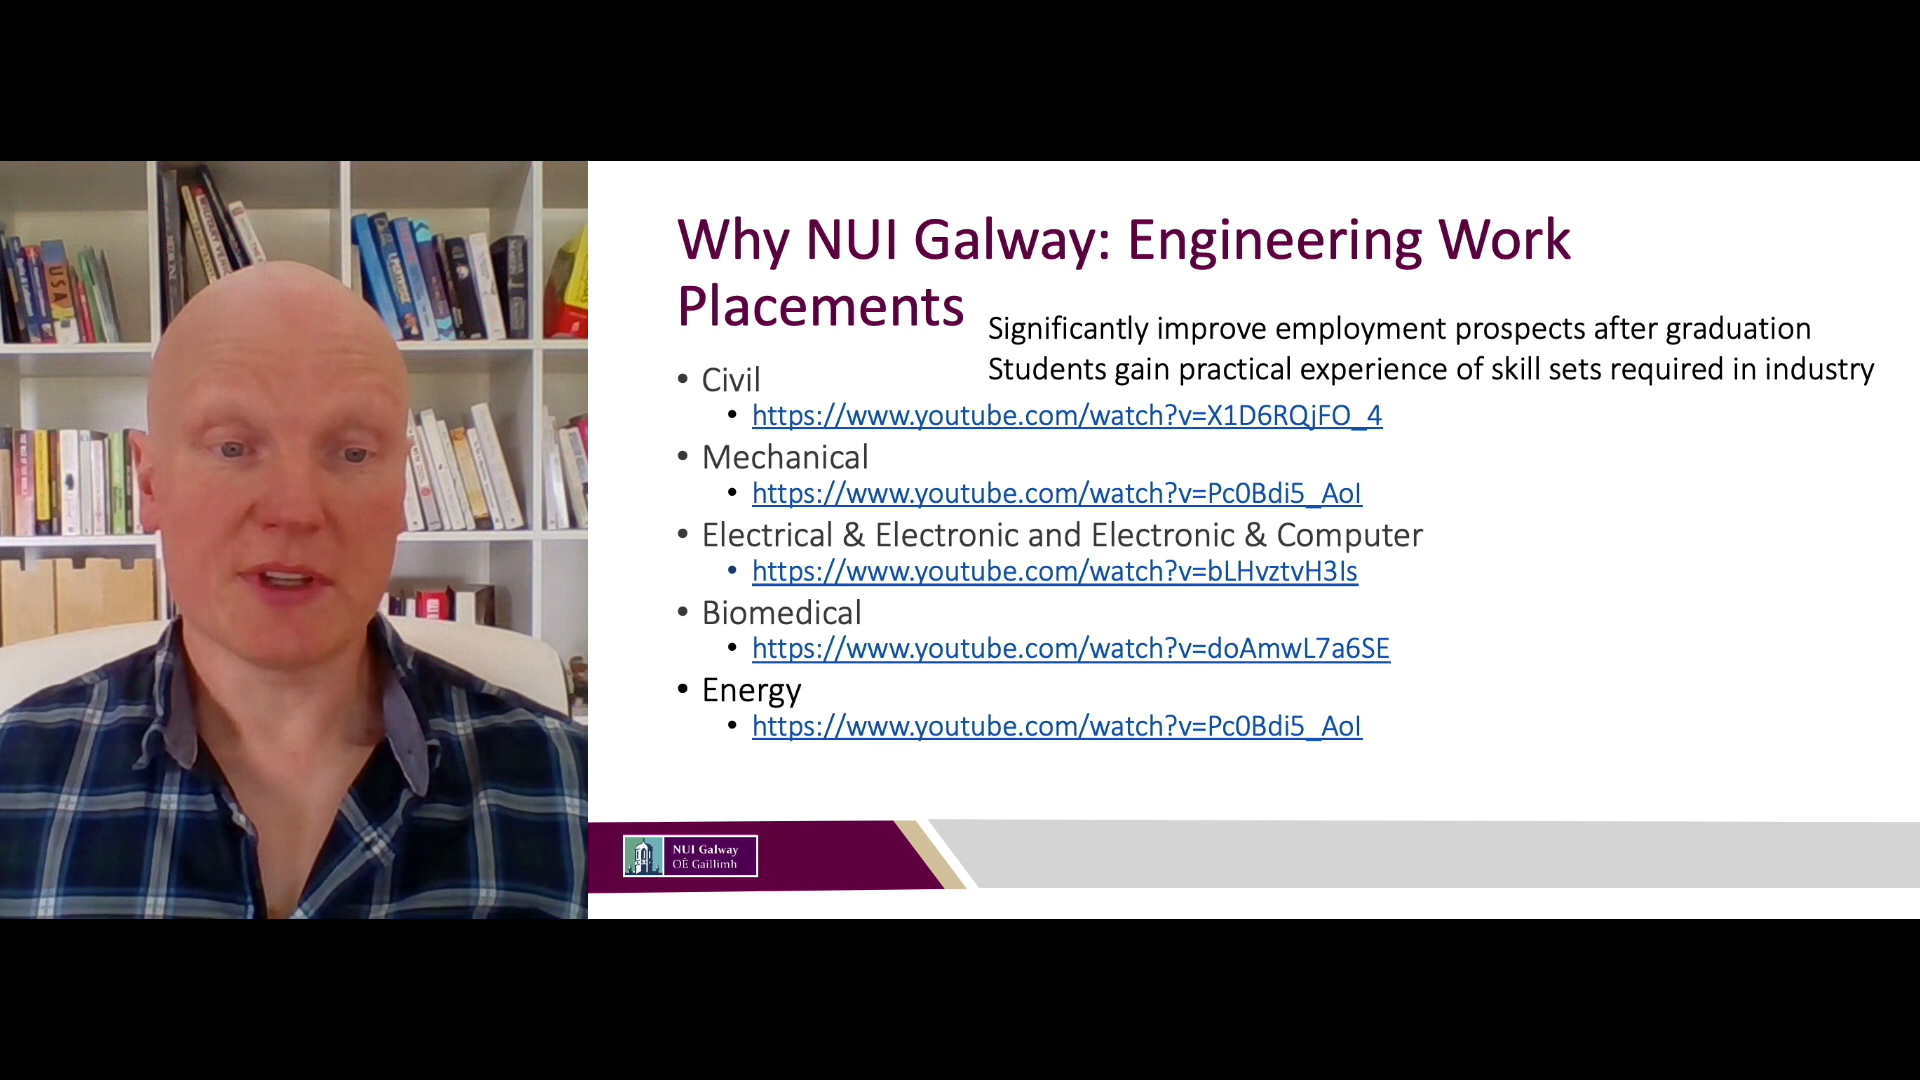 Why NUI Galway: Engineering Work
Placements
Significantly improve employment prospects after graduation
Students gain practical experience of skill sets required in industry
• Civil
• https://www.youtube.com/watch?v=X1D6RQjFO_4
• Mechanical
• https://www.youtube.com/watch?v=Pc0Bdi5_AoI
• Electrical & Electronic and Electronic & Computer
• https://www.youtube.com/watch?v=bLHvztvH3Is
• Biomedical
• https://www.youtube.com/watch?v=doAmwL7a6SE
• Energy
• https://www.youtube.com/watch?v=Pc0Bdi5_AoI
NUI Galway
OÉ Gaillimh
USA